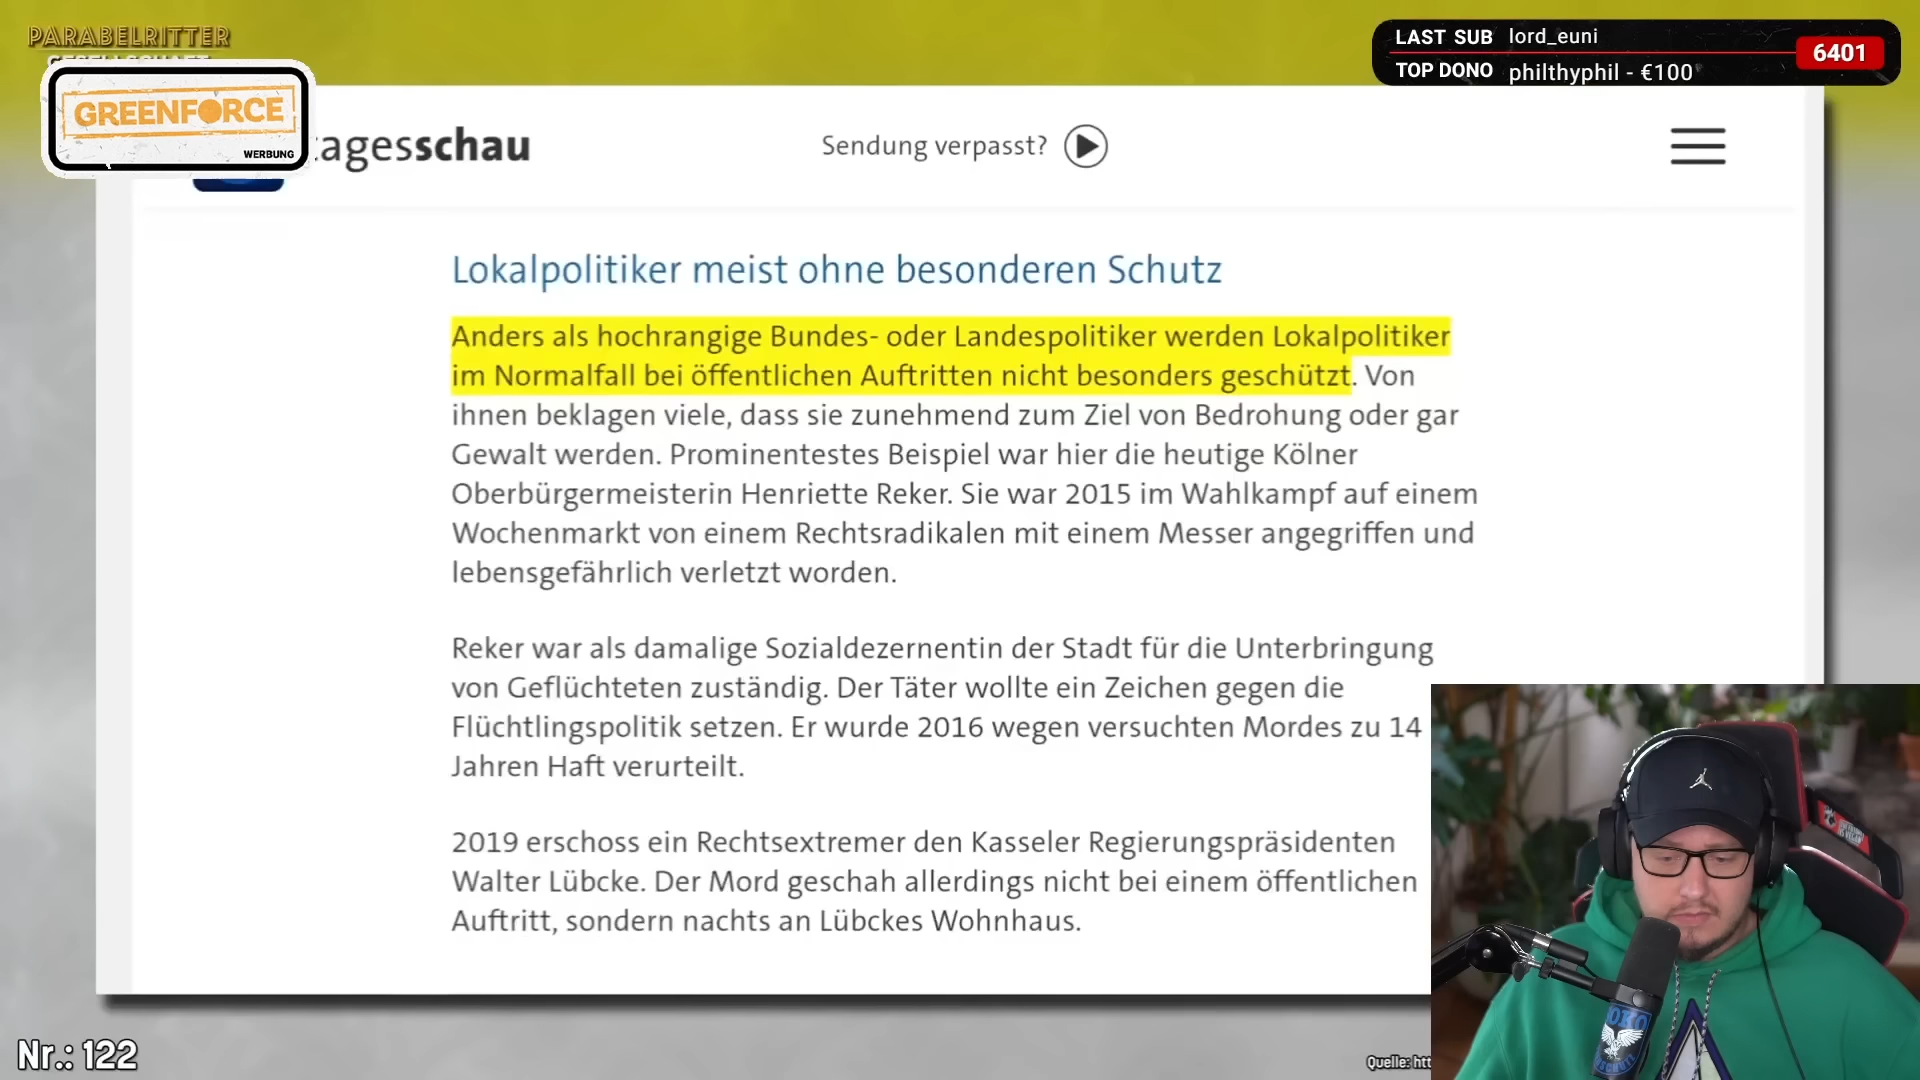 PARABELRITTER
GREENFORCE
WERBUNG
LAST SUB lord_euni
TOP DONO philthyphil - €100
6401
tagesschau
Sendung verpasst?
Lokalpolitiker meist ohne besonderen Schutz
Anders als hochrangige Bundes- oder Landespolitiker werden Lokalpolitiker
im Normalfall bei öffentlichen Auftritten nicht besonders geschützt. Von
ihnen beklagen viele, dass sie zunehmend zum Ziel von Bedrohung oder gar
Gewalt werden. Prominentestes Beispiel war hier die heutige Kölner
Oberbürgermeisterin Henriette Reker. Sie war 2015 im Wahlkampf auf einem
Wochenmarkt von einem Rechtsradikalen mit einem Messer angegriffen und
lebensgefährlich verletzt worden.
Reker war als damalige Sozialdezernentin der Stadt für die Unterbringung
von Geflüchteten zuständig. Der Täter wollte ein Zeichen gegen die
Flüchtlingspolitik setzen. Er wurde 2016 wegen versuchten Mordes zu 14
Jahren Haft verurteilt.
2019 erschoss ein Rechtsextremer den Kasseler Regierungspräsidenten
Walter Lübcke. Der Mord geschah allerdings nicht bei einem öffentlichen
Auftritt, sondern nachts an Lübckes Wohnhaus.
Nr.: 122
Quelle: htt